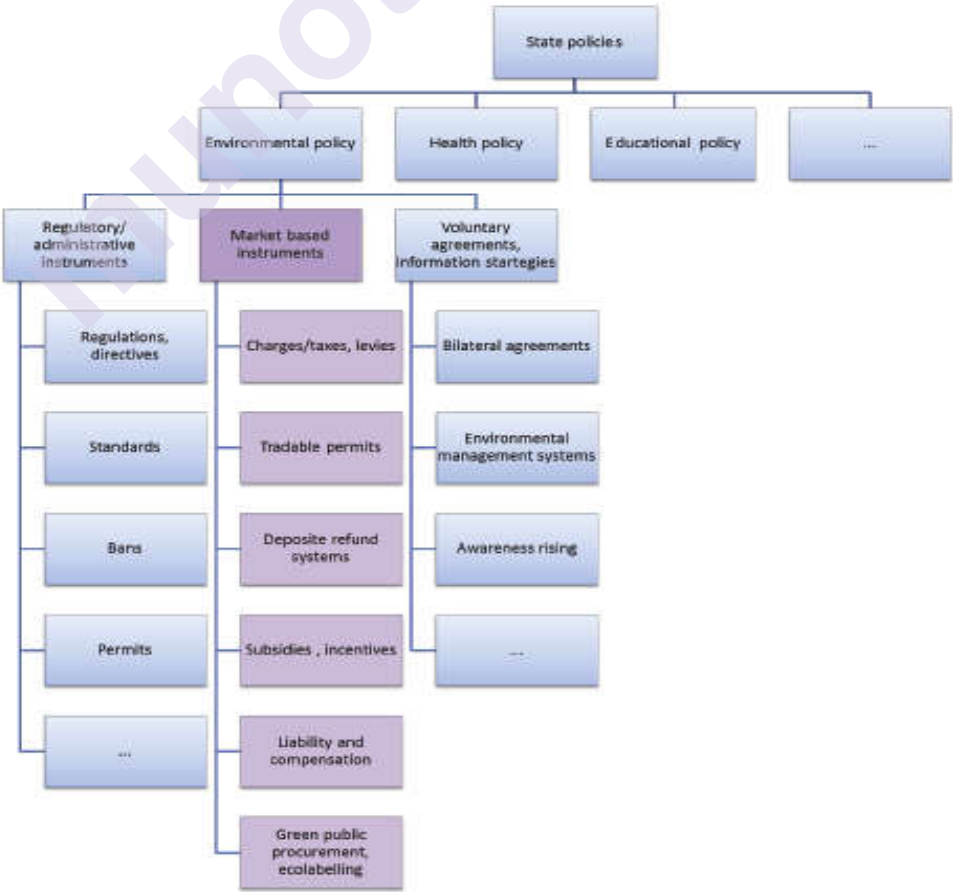 State policies
Environmental policy
Health policy
Educational policy
...
Regulatory/
administrative
instruments
Market based
instruments
Voluntary
agreements,
information startegies
Regulations,
directives
Standards
Bans
Permits
...
Charges/taxes, levies
Tradable permits
Deposite refund
systems
Subsidies , incentives
Liability and
compensation
Green public
procurement,
ecolabelling
Bilateral agreements
Environmental
management systems
Awareness rising
...